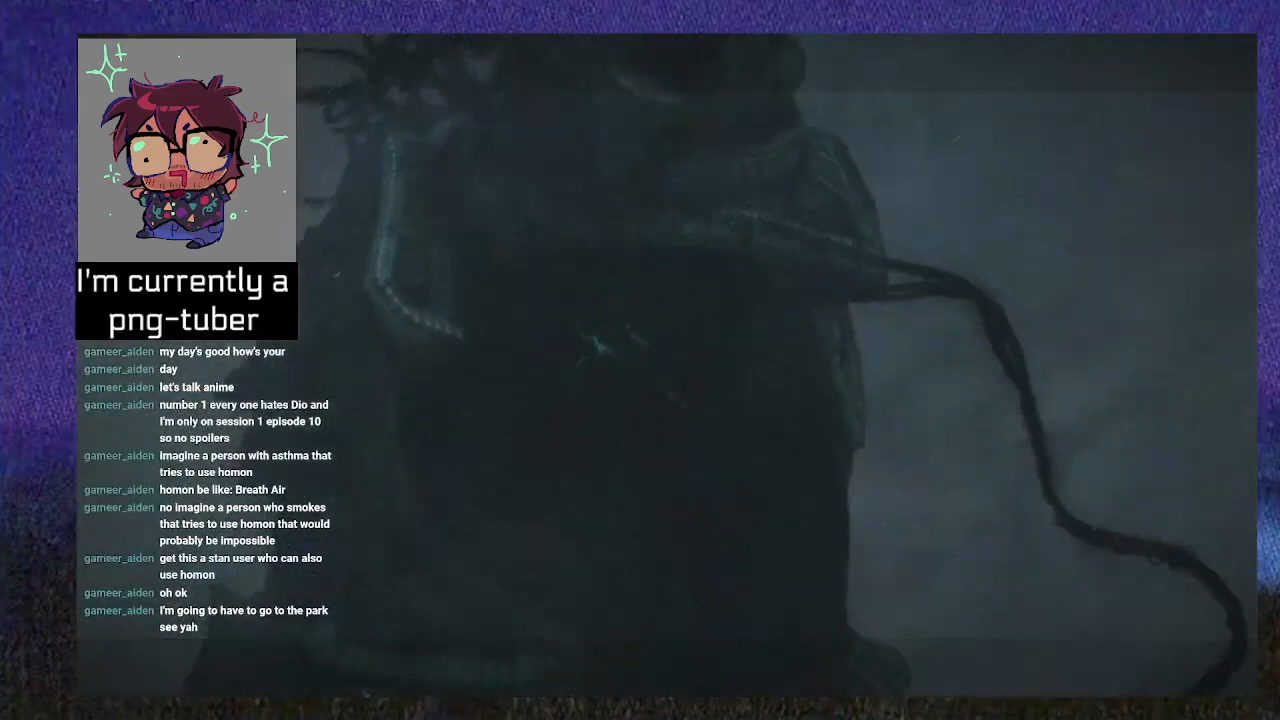 I'm currently a
png-tuber
gameer_aiden my day's good how's your
gameer_aiden day
gameer_aiden let's talk anime
gameer_aiden number 1 every one hates Dio and
I'm only on session 1 episode 10
so no spoilers
gameer_aiden imagine a person with asthma that
tries to use homon
gameer_aiden homon be like: Breath Air
gameer_aiden no imagine a person who smokes
that tries to use homon that would
probably be impossible
gameer_aiden get this a stan user who can also
use homon
gameer_aiden oh ok
gameer_aiden I'm going to have to go to the park
see yah